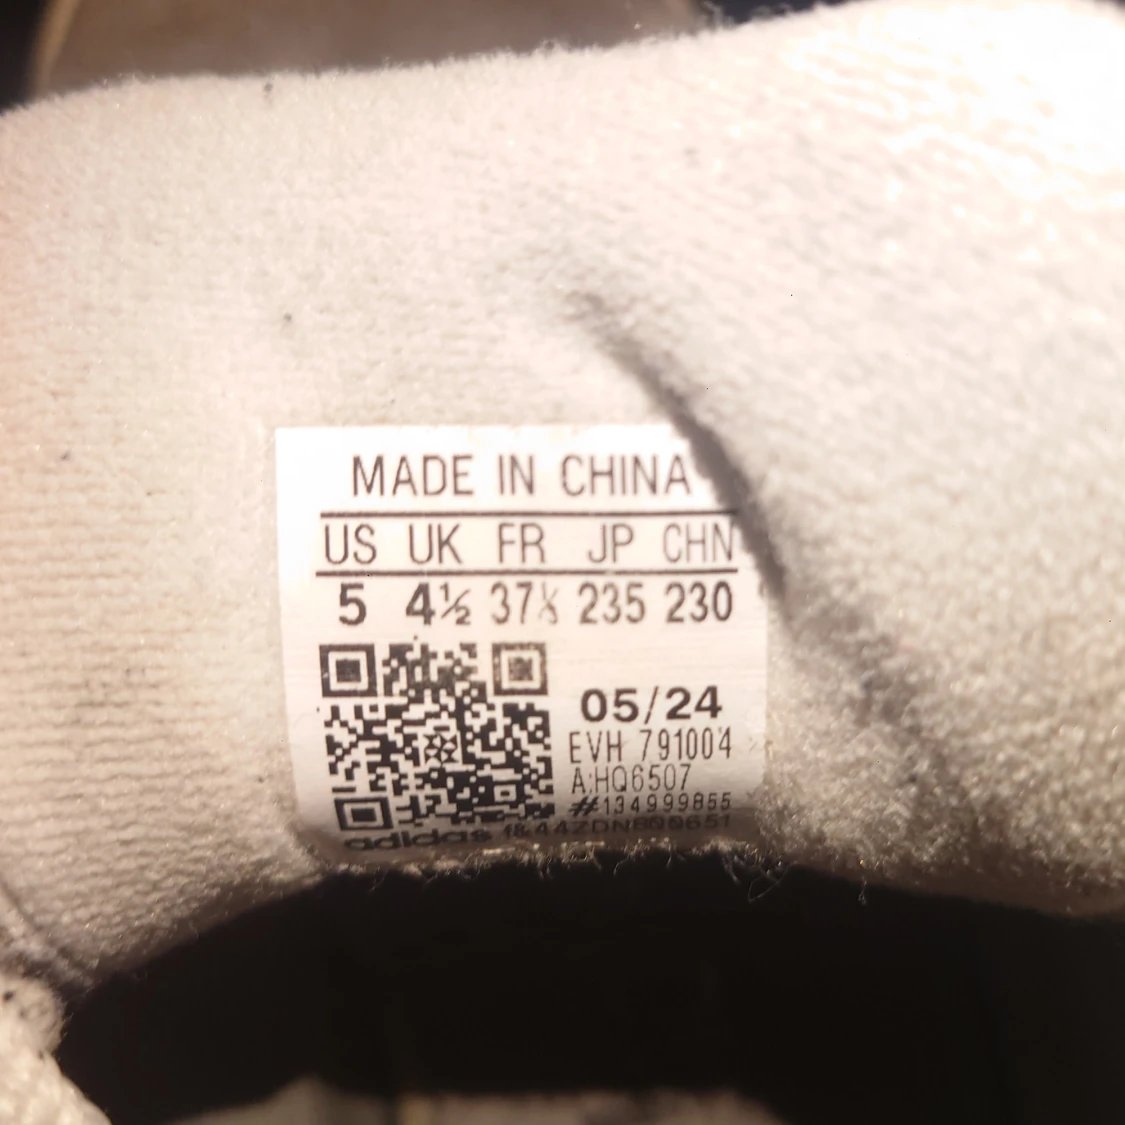 MADE IN CHINA
US UK FR JP CHN
5 4½ 37⅓ 235 230
05/24
EVH 791004
A:HQ6507
#134999855
adidas